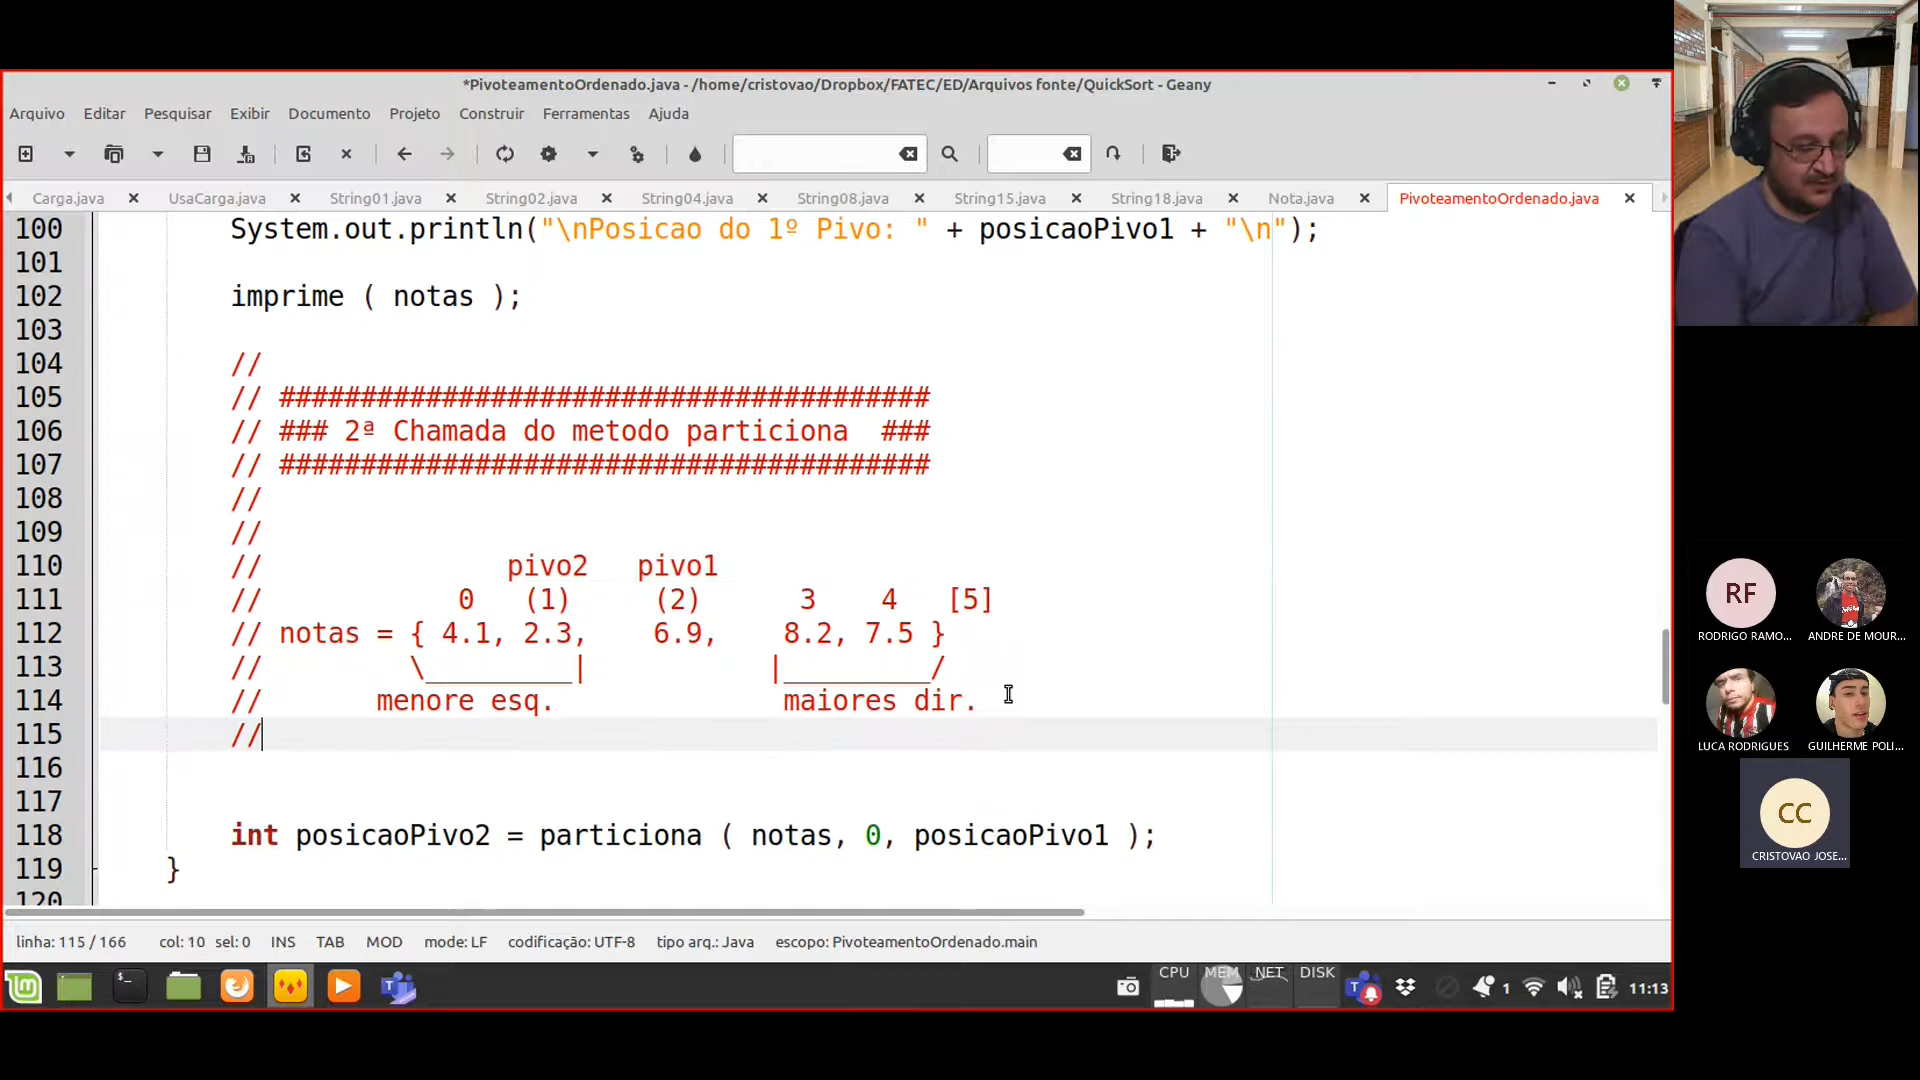 *PivoteamentoOrdenado.java - /home/cristovao/Dropbox/FATEC/ED/Arquivos fonte/QuickSort - Geany
Arquivo Editar Pesquisar Exibir Documento Projeto Construir Ferramentas Ajuda
Carga.java UsaCarga.java String01.java String02.java String04.java String08.java String15.java String18.java Nota.java PivoteamentoOrdenado.java
100 System.out.println("\nPosicao do 1º Pivo: " + posicaoPivo1 + "\n");
101
102 imprime ( notas );
103
104 //
105 // ########################################
106 // ### 2ª Chamada do metodo particiona  ###
107 // ########################################
108 //
109 //
110 // pivo2 pivo1
111 // 0 (1) (2) 3 4 [5]
112 // notas = { 4.1, 2.3, 6.9, 8.2, 7.5 }
113 // \_________| |_________/
114 // menore esq. maiores dir.
115 //
116
117
118 int posicaoPivo2 = particiona ( notas, 0, posicaoPivo1 );
119 }
120
linha: 115 / 166 col: 10 sel: 0 INS TAB MOD mode: LF codificação: UTF-8 tipo arq.: Java escopo: PivoteamentoOrdenado.main
CPU MEM NET DISK
1 11:13
RF
RODRIGO RAMO...
ANDRE DE MOUR...
LUCA RODRIGUES
GUILHERME POLI...
CC
CRISTOVAO JOSE...